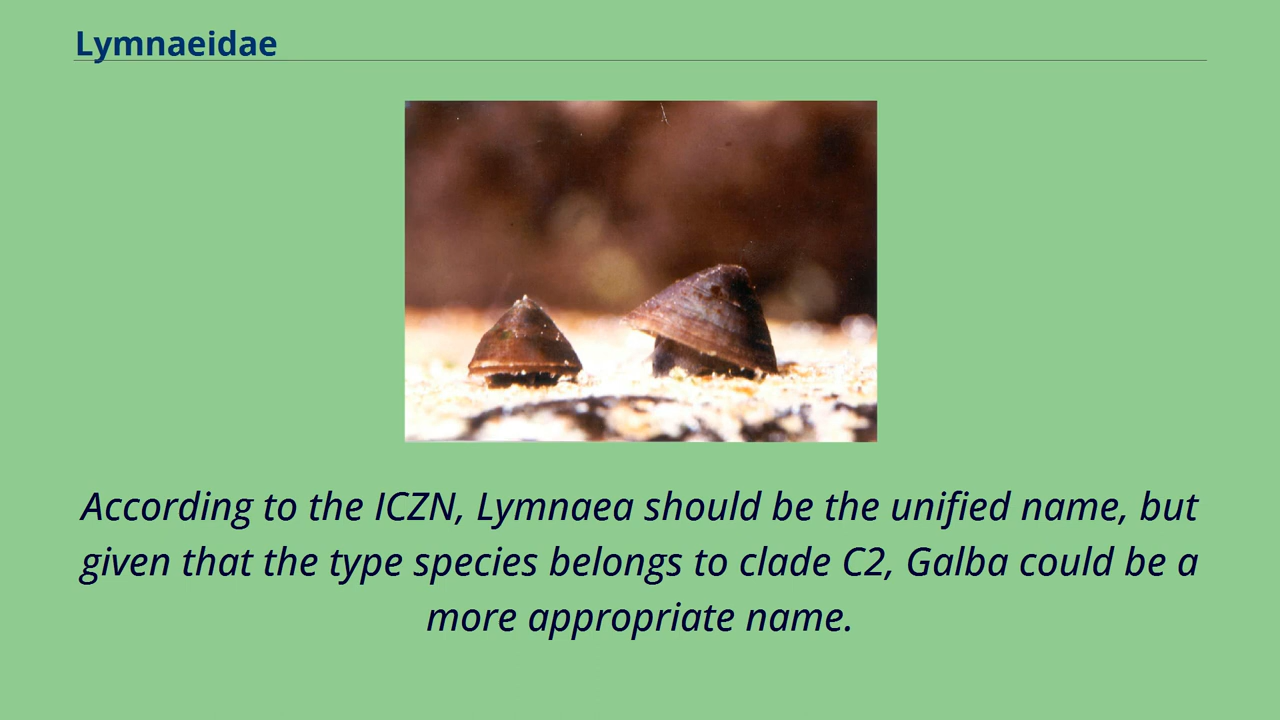 Lymnaeidae
According to the ICZN, Lymnaea should be the unified name, but
given that the type species belongs to clade C2, Galba could be a
more appropriate name.